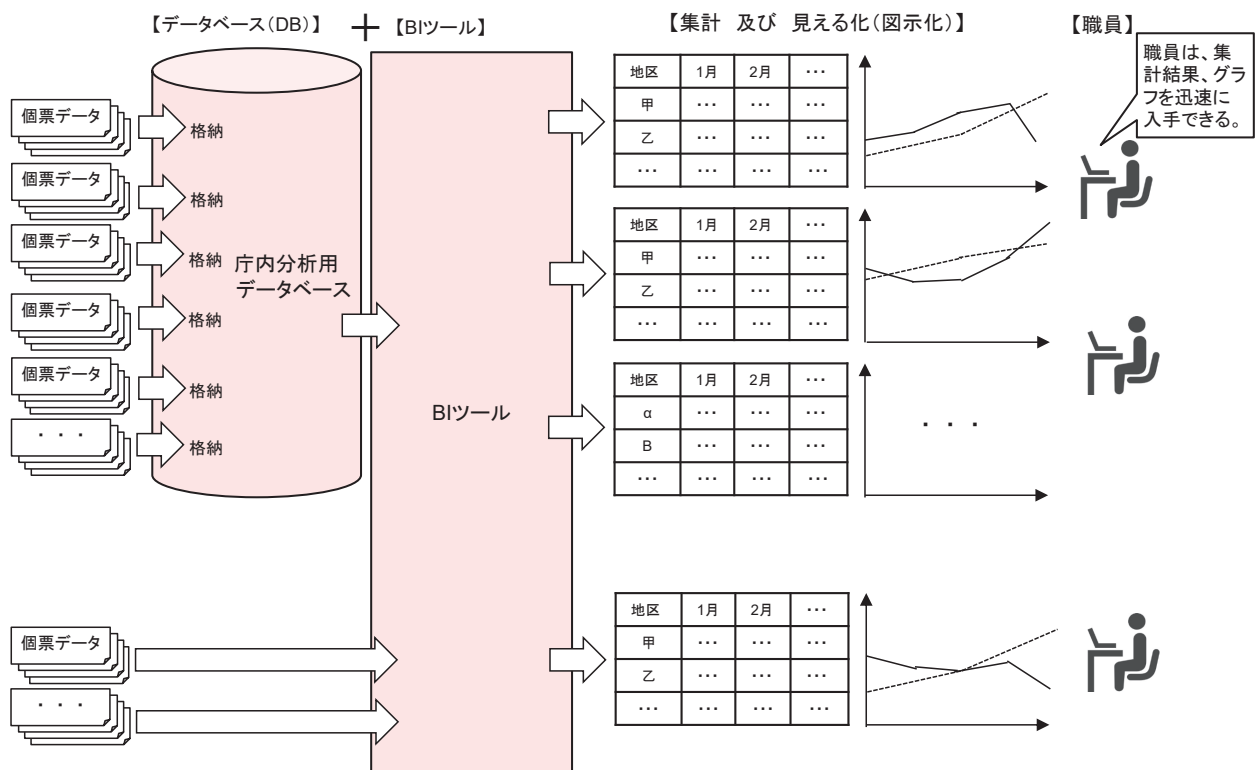 【データベース(DB)】
＋
【BIツール】
【集計 及び 見える化(図示化)】
【職員】
職員は、集
計結果、グラ
フを迅速に
入手できる。
個票データ
格納
個票データ
格納
個票データ
格納
個票データ
格納
個票データ
格納
・・・
格納
庁内分析用
データベース
BIツール
地区 1月 2月 …
甲 … … …
乙 … … …
… … … …
地区 1月 2月 …
甲 … … …
乙 … … …
… … … …
地区 1月 2月 …
α … … …
B … … …
… … … …
・・・
個票データ
・・・
地区 1月 2月 …
甲 … … …
乙 … … …
… … … …